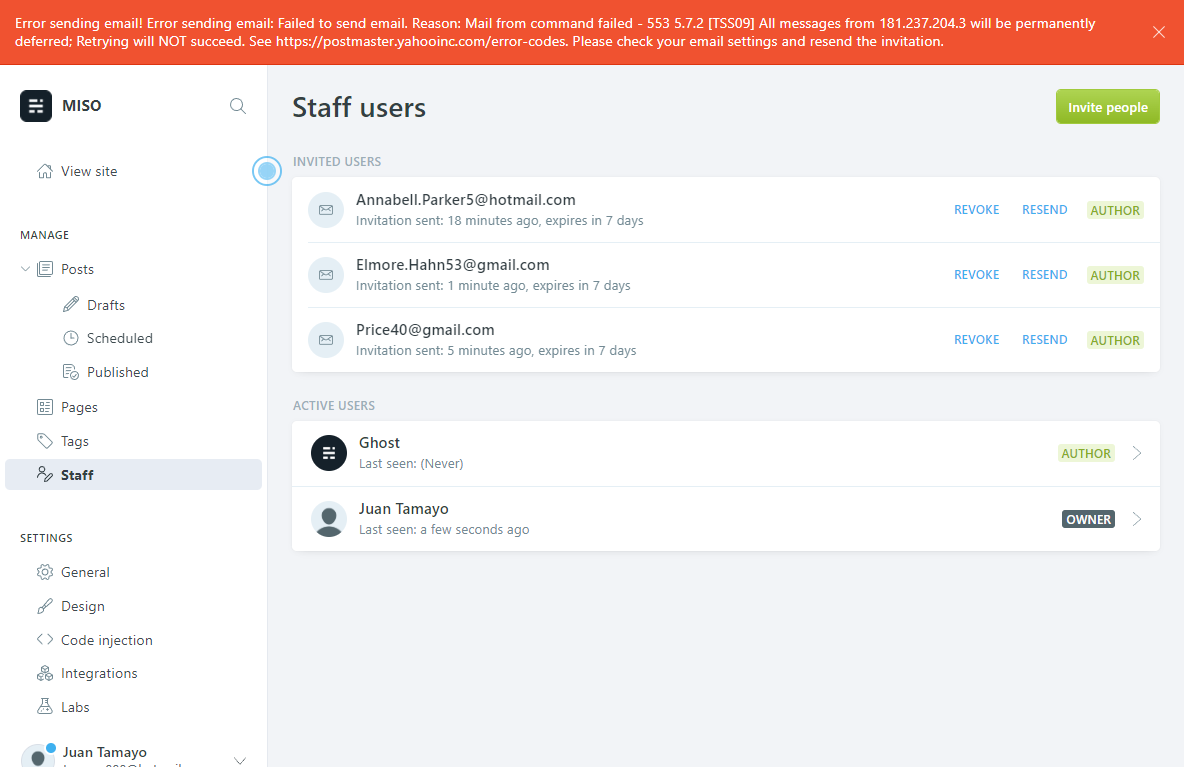 Error sending email! Error sending email: Failed to send email. Reason: Mail from command failed - 553 5.7.2 [TSS09] All messages from 181.237.204.3 will be permanently
deferred; Retrying will NOT succeed. See https://postmaster.yahooinc.com/error-codes. Please check your email settings and resend the invitation.
MISO
View site
MANAGE
Posts
Drafts
Scheduled
Published
Pages
Tags
Staff
SETTINGS
General
Design
Code injection
Integrations
Labs
Juan Tamayo
Staff users
Invite people
INVITED USERS
Annabell.Parker5@hotmail.com
Invitation sent: 18 minutes ago, expires in 7 days
REVOKE RESEND AUTHOR
Elmore.Hahn53@gmail.com
Invitation sent: 1 minute ago, expires in 7 days
REVOKE RESEND AUTHOR
Price40@gmail.com
Invitation sent: 5 minutes ago, expires in 7 days
REVOKE RESEND AUTHOR
ACTIVE USERS
Ghost
Last seen: (Never)
AUTHOR
Juan Tamayo
Last seen: a few seconds ago
OWNER